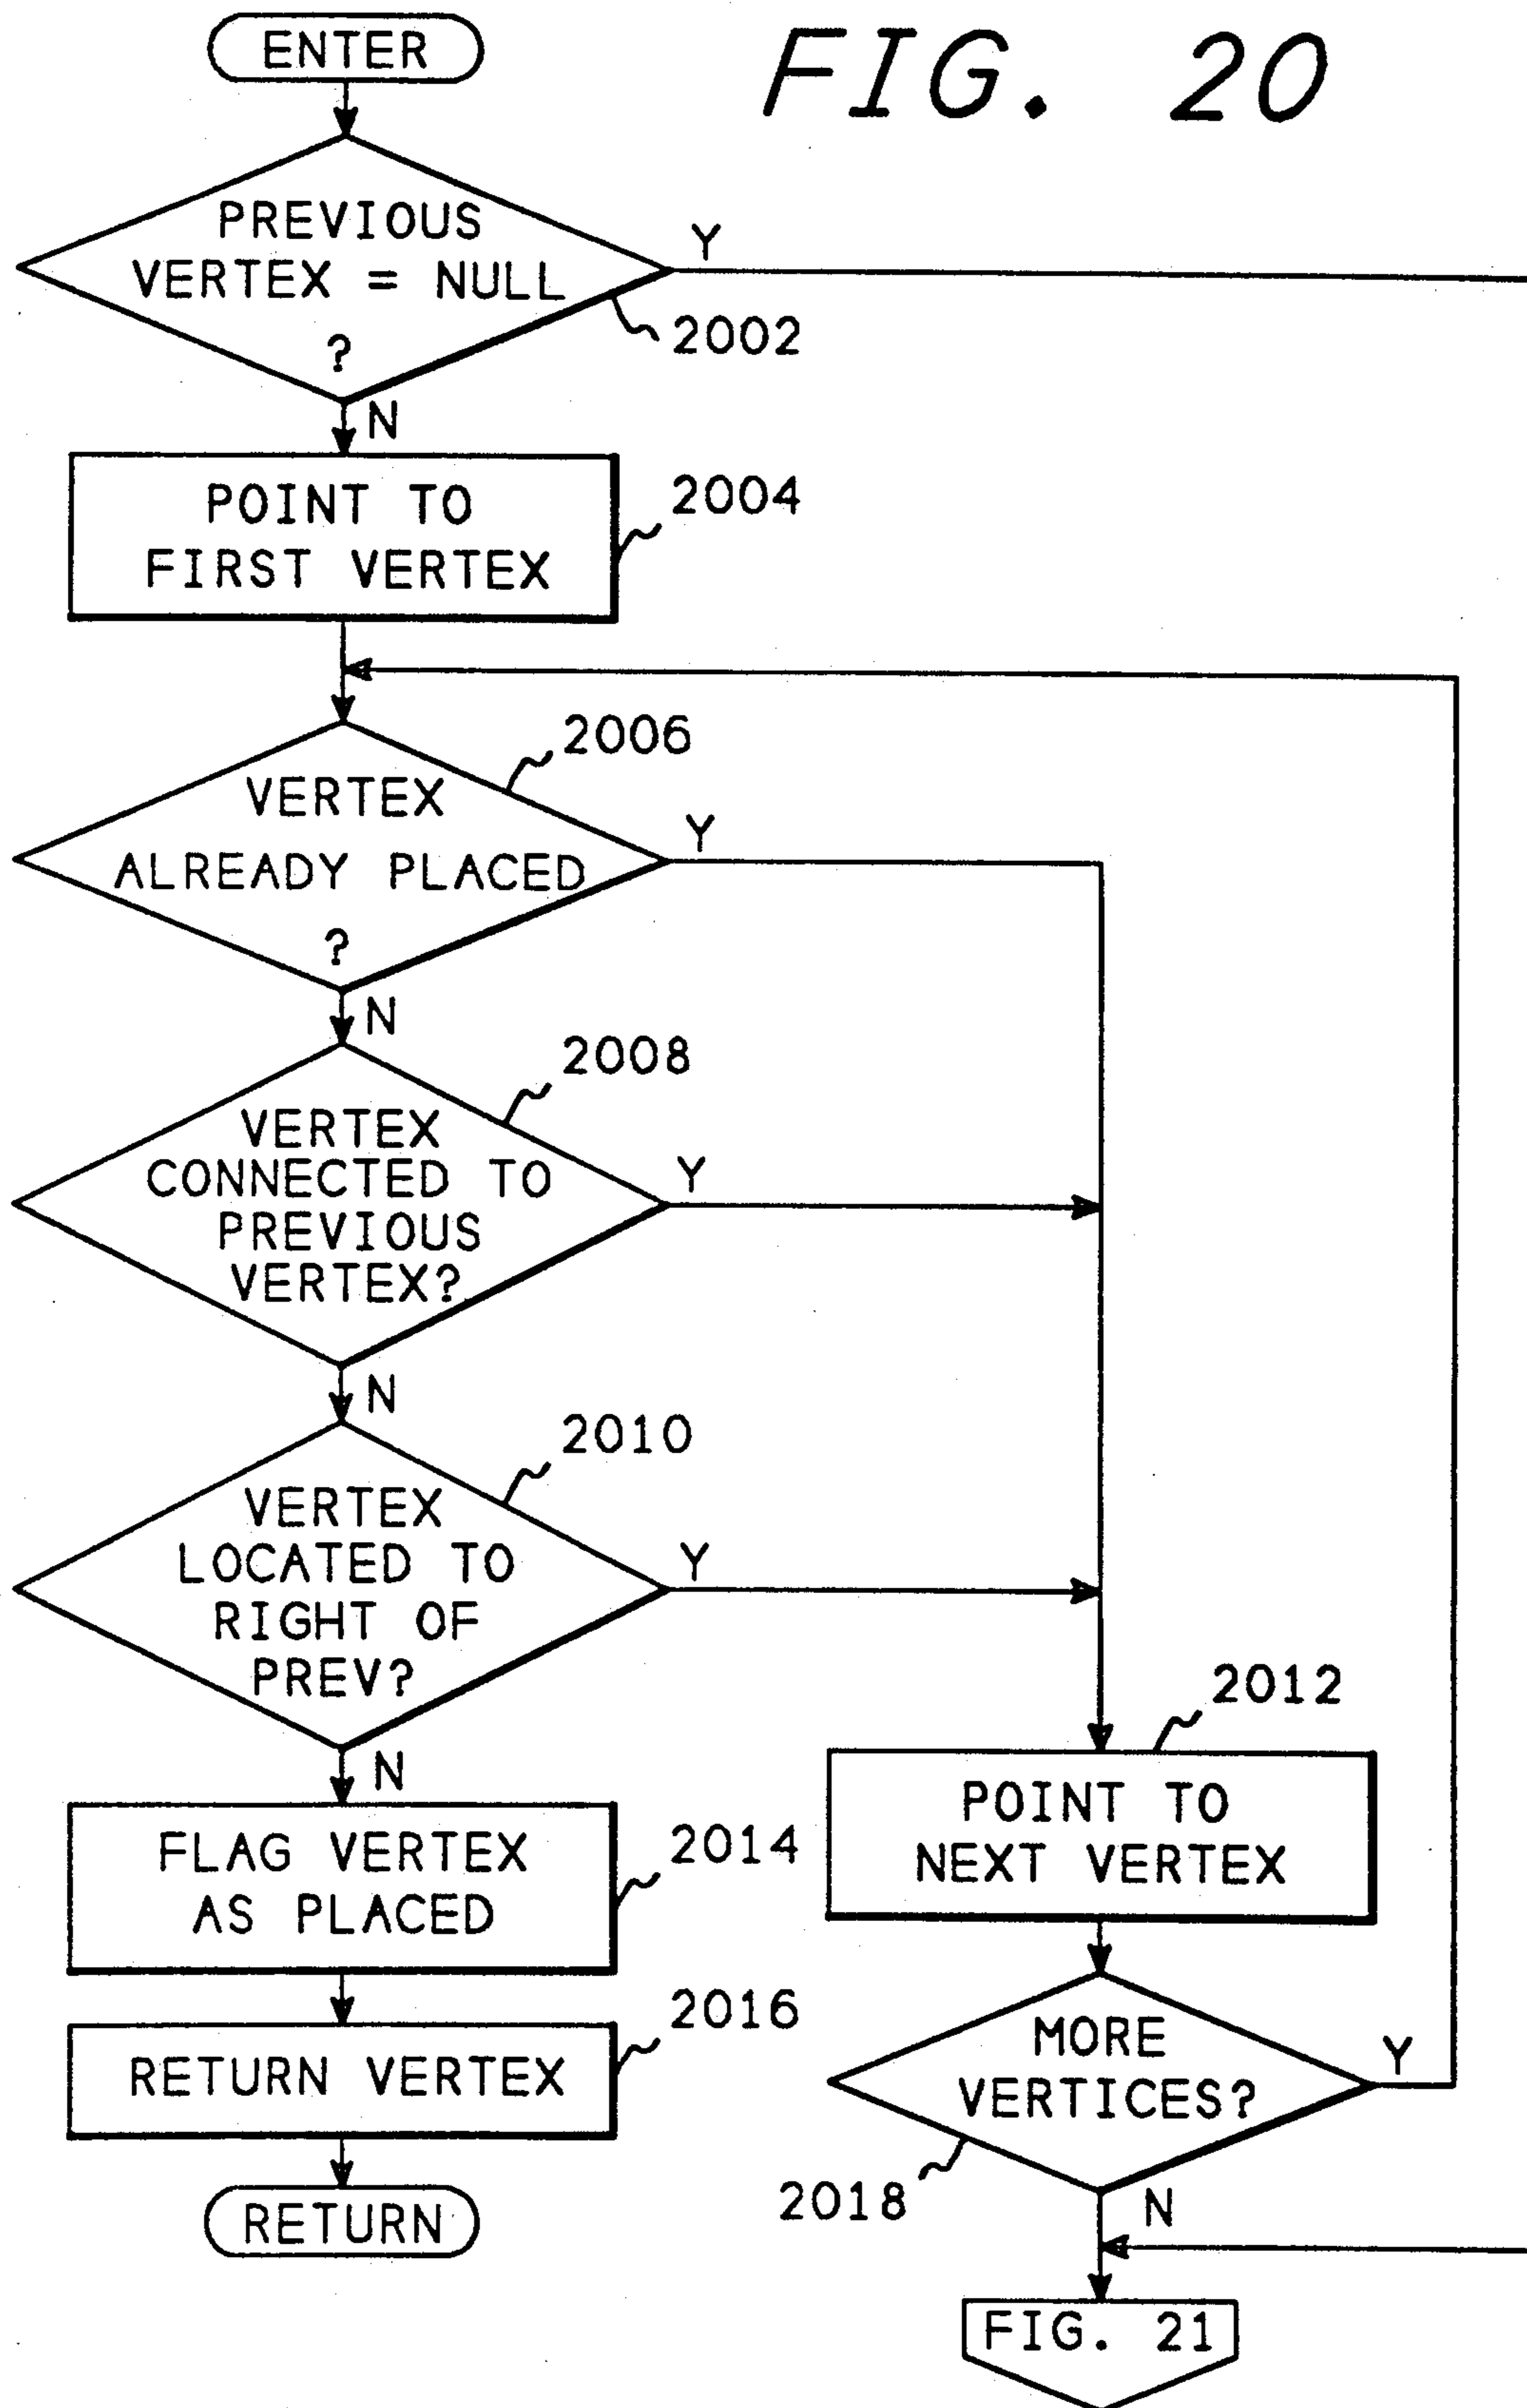 FIG. 20
ENTER
PREVIOUS
VERTEX = NULL
?
Y
2002
N
POINT TO
FIRST VERTEX
2004
2006
VERTEX
ALREADY PLACED
?
Y
N
2008
VERTEX
CONNECTED TO
PREVIOUS
VERTEX?
Y
N
2010
VERTEX
LOCATED TO
RIGHT OF
PREV?
Y
N
2012
POINT TO
NEXT VERTEX
FLAG VERTEX
AS PLACED
2014
2016
RETURN VERTEX
MORE
VERTICES?
Y
2018
N
RETURN
FIG. 21